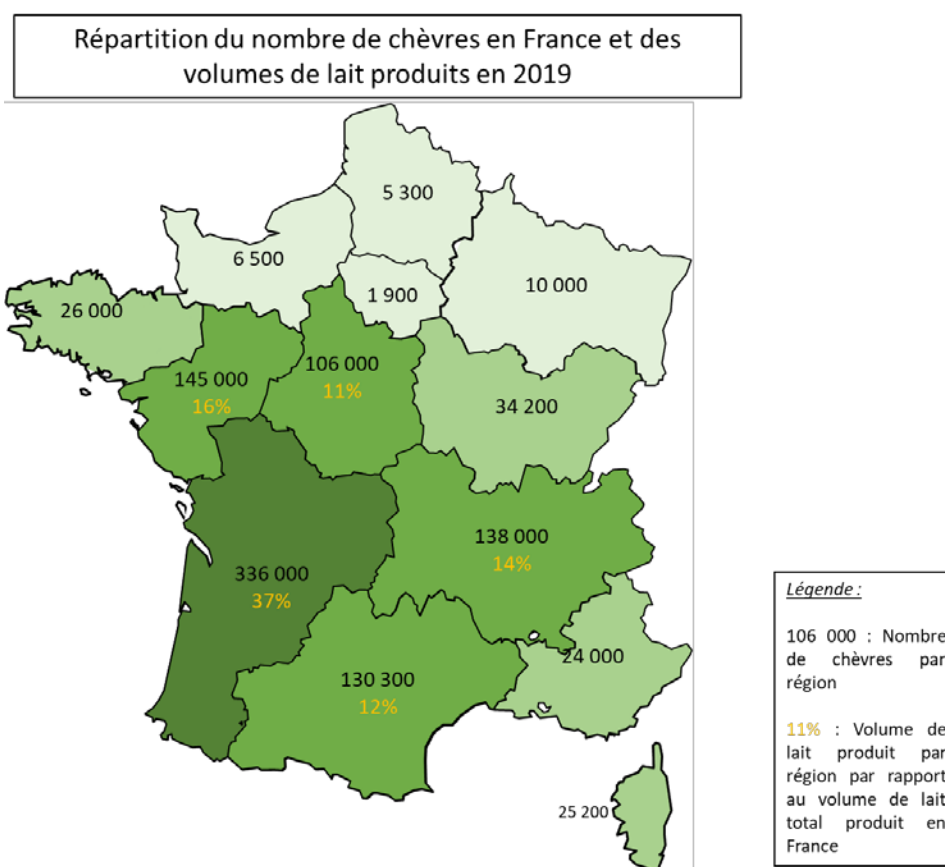 Répartition du nombre de chèvres en France et des
volumes de lait produits en 2019
5 300
6 500
1 900
10 000
26 000
106 000
11%
145 000
16%
34 200
138 000
14%
336 000
37%
24 000
130 300
12%
25 200
Légende :
106 000 : Nombre
de chèvres par
région
11% : Volume de
lait produit par
région par rapport
au volume de lait
total produit en
France